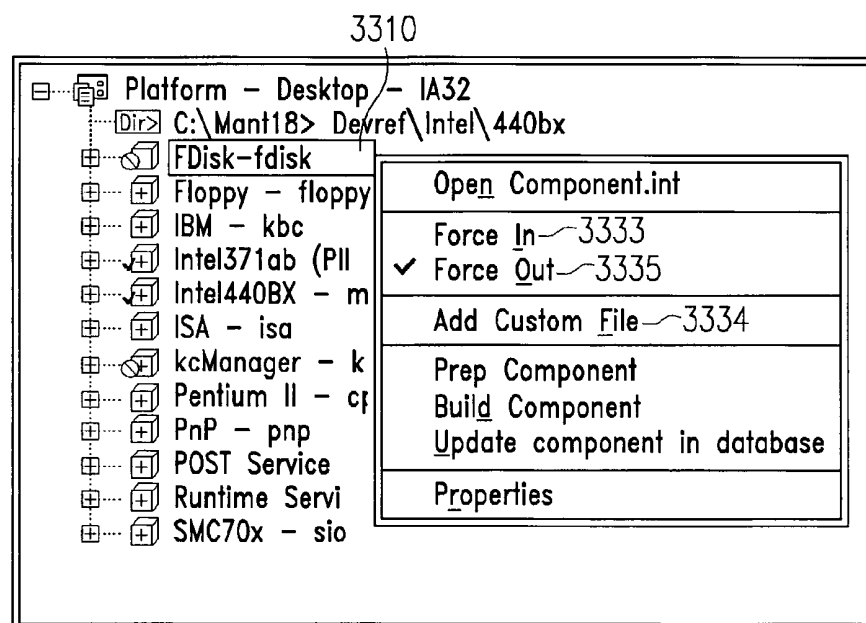 3310
Platform - Desktop - IA32
Dir> C:\Mant18> Devref\Intel\440bx
FDisk-fdisk
Floppy - floppy
IBM - kbc
Intel371ab (PII
Intel440BX - m
ISA - isa
kcManager - k
Pentium II - cp
PnP - pnp
POST Service
Runtime Servi
SMC70x - sio
Open Component.int
Force In 3333
Force Out 3335
Add Custom File 3334
Prep Component
Build Component
Update component in database
Properties